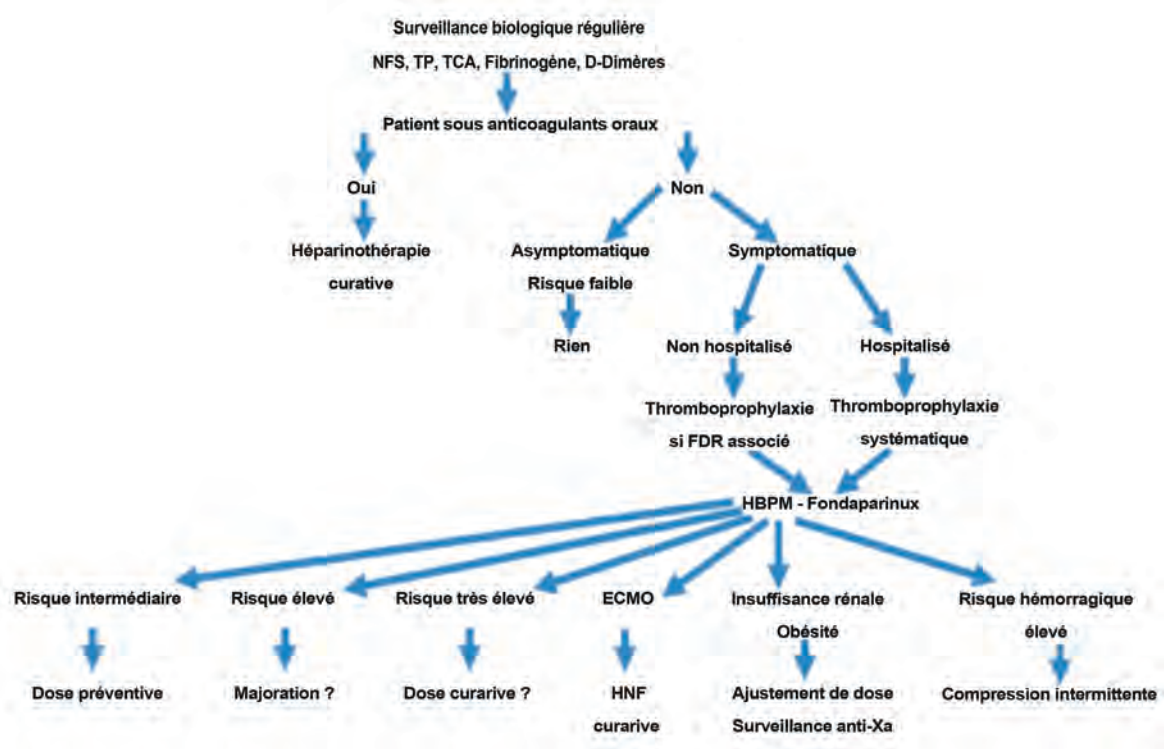 Surveillance biologique régulière
NFS, TP, TCA, Fibrinogène, D-Dimères
Patient sous anticoagulants oraux
Oui
Non
Héparinothérapie
curative
Asymptomatique
Risque faible
Symptomatique
Rien
Non hospitalisé
Hospitalisé
Thromboprophylaxie
si FDR associé
Thromboprophylaxie
systématique
HBPM - Fondaparinux
Risque intermédiaire
Risque élevé
Risque très élevé
ECMO
Insuffisance rénale
Obésité
Risque hémorragique
élevé
Dose préventive
Majoration ?
Dose curarive ?
HNF
curarive
Ajustement de dose
Surveillance anti-Xa
Compression intermittente